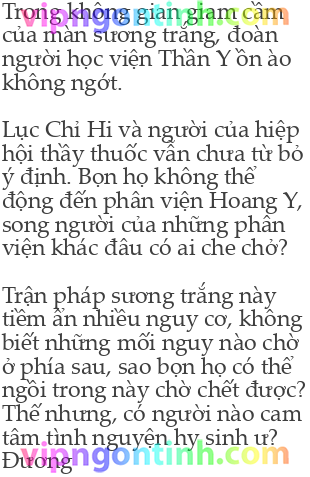 Trong không gian giam cầm
vipngontinh.com
của màn sương trắng, đoàn
người học viện Thần Y ồn ào
không ngớt.
Lục Chỉ Hi và người của hiệp
hội thầy thuốc vẫn chưa từ bỏ
ý định. Bọn họ không thể
động đến phân viện Hoang Y,
song người của những phân
viện khác đâu có ai che chở?
Trận pháp sương trắng này
tiềm ẩn nhiều nguy cơ, không
biết những mối nguy nào chờ
ở phía sau, sao bọn họ có thể
ngồi trong này chờ chết được?
Thế nhưng, có người nào cam
tâm tình nguyện hy sinh ư?
vipngontinh.com
Đường